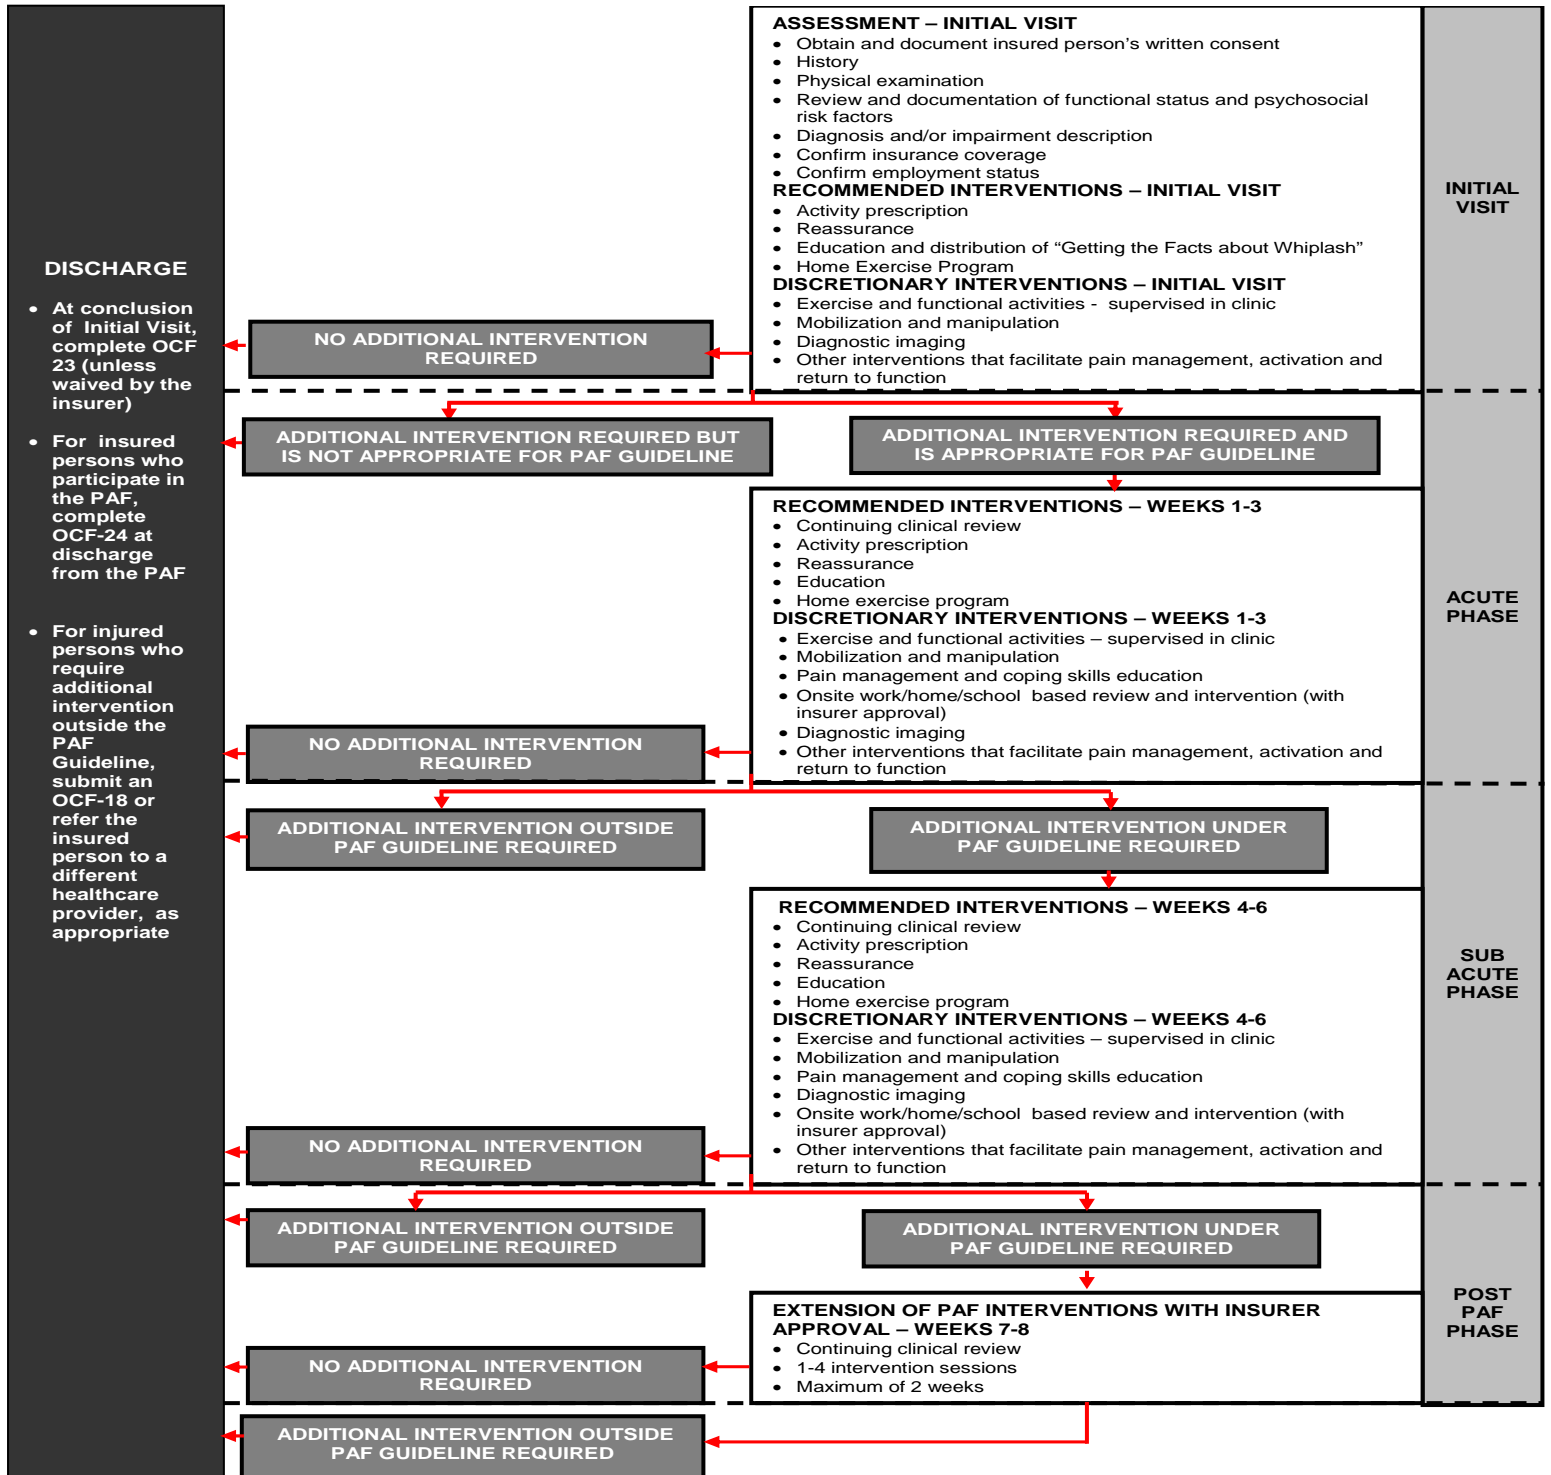 ASSESSMENT – INITIAL VISIT
• Obtain and document insured person's written consent
• History
• Physical examination
• Review and documentation of functional status and psychosocial
risk factors
• Diagnosis and/or impairment description
• Confirm insurance coverage
• Confirm employment status
RECOMMENDED INTERVENTIONS – INITIAL VISIT
• Activity prescription
• Reassurance
• Education and distribution of “Getting the Facts about Whiplash”
• Home Exercise Program
DISCRETIONARY INTERVENTIONS – INITIAL VISIT
• Exercise and functional activities - supervised in clinic
• Mobilization and manipulation
• Diagnostic imaging
• Other interventions that facilitate pain management, activation and
return to function
INITIAL
VISIT
DISCHARGE
• At conclusion
of Initial Visit,
complete OCF
23 (unless
waived by the
insurer)
• For insured
persons who
participate in
the PAF,
complete
OCF-24 at
discharge
from the PAF
• For injured
persons who
require
additional
intervention
outside the
PAF
Guideline,
submit an
OCF-18 or
refer the
insured
person to a
different
healthcare
provider, as
appropriate
NO ADDITIONAL INTERVENTION
REQUIRED
ADDITIONAL INTERVENTION REQUIRED BUT
IS NOT APPROPRIATE FOR PAF GUIDELINE
ADDITIONAL INTERVENTION REQUIRED AND
IS APPROPRIATE FOR PAF GUIDELINE
RECOMMENDED INTERVENTIONS – WEEKS 1-3
• Continuing clinical review
• Activity prescription
• Reassurance
• Education
• Home exercise program
DISCRETIONARY INTERVENTIONS – WEEKS 1-3
• Exercise and functional activities – supervised in clinic
• Mobilization and manipulation
• Pain management and coping skills education
• Onsite work/home/school based review and intervention (with
insurer approval)
• Diagnostic imaging
• Other interventions that facilitate pain management, activation and
return to function
ACUTE
PHASE
NO ADDITIONAL INTERVENTION
REQUIRED
ADDITIONAL INTERVENTION OUTSIDE
PAF GUIDELINE REQUIRED
ADDITIONAL INTERVENTION UNDER
PAF GUIDELINE REQUIRED
RECOMMENDED INTERVENTIONS – WEEKS 4-6
• Continuing clinical review
• Activity prescription
• Reassurance
• Education
• Home exercise program
DISCRETIONARY INTERVENTIONS – WEEKS 4-6
• Exercise and functional activities – supervised in clinic
• Mobilization and manipulation
• Pain management and coping skills education
• Diagnostic imaging
• Onsite work/home/school based review and intervention (with
insurer approval)
• Other interventions that facilitate pain management, activation and
return to function
SUB
ACUTE
PHASE
NO ADDITIONAL INTERVENTION
REQUIRED
ADDITIONAL INTERVENTION OUTSIDE
PAF GUIDELINE REQUIRED
ADDITIONAL INTERVENTION UNDER
PAF GUIDELINE REQUIRED
EXTENSION OF PAF INTERVENTIONS WITH INSURER
APPROVAL – WEEKS 7-8
• Continuing clinical review
• 1-4 intervention sessions
• Maximum of 2 weeks
POST
PAF
PHASE
NO ADDITIONAL INTERVENTION
REQUIRED
ADDITIONAL INTERVENTION OUTSIDE
PAF GUIDELINE REQUIRED